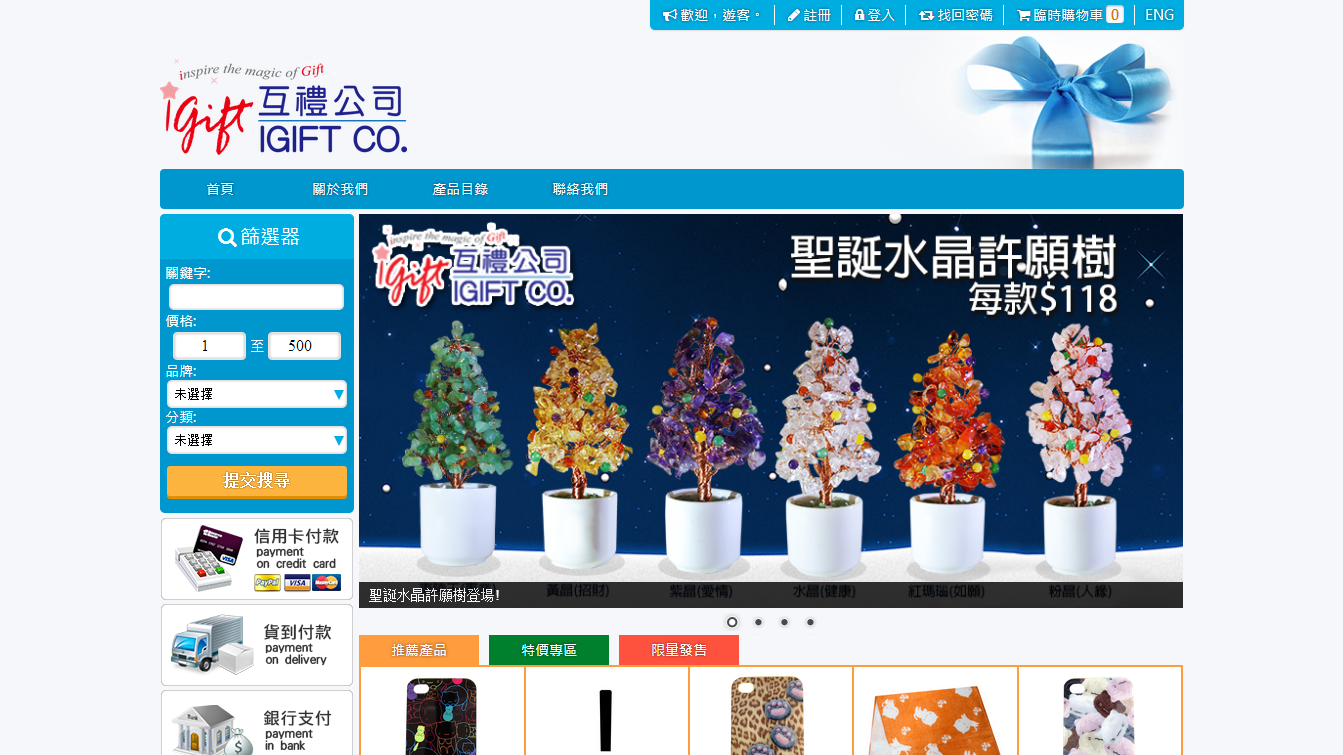 歡迎，遊客。 註冊 登入 找回密碼 臨時購物車 0 ENG
inspire the magic of Gift
iGift 互禮公司
IGIFT CO.
首頁 關於我們 產品目錄 聯絡我們
篩選器
關鍵字:
價格:
1 至 500
品牌:
未選擇
分類:
未選擇
提交搜尋
信用卡付款
payment
on credit card
PayPal VISA MasterCard
貨到付款
payment
on delivery
銀行支付
payment
in bank
inspire the magic of Gift
iGift 互禮公司
IGIFT CO.
聖誕水晶許願樹
每款$118
黃晶(招財) 紫晶(愛情) 水晶(健康) 紅瑪瑙(如願) 粉晶(人緣)
聖誕水晶許願樹登場!
推薦產品 特價專區 限量發售